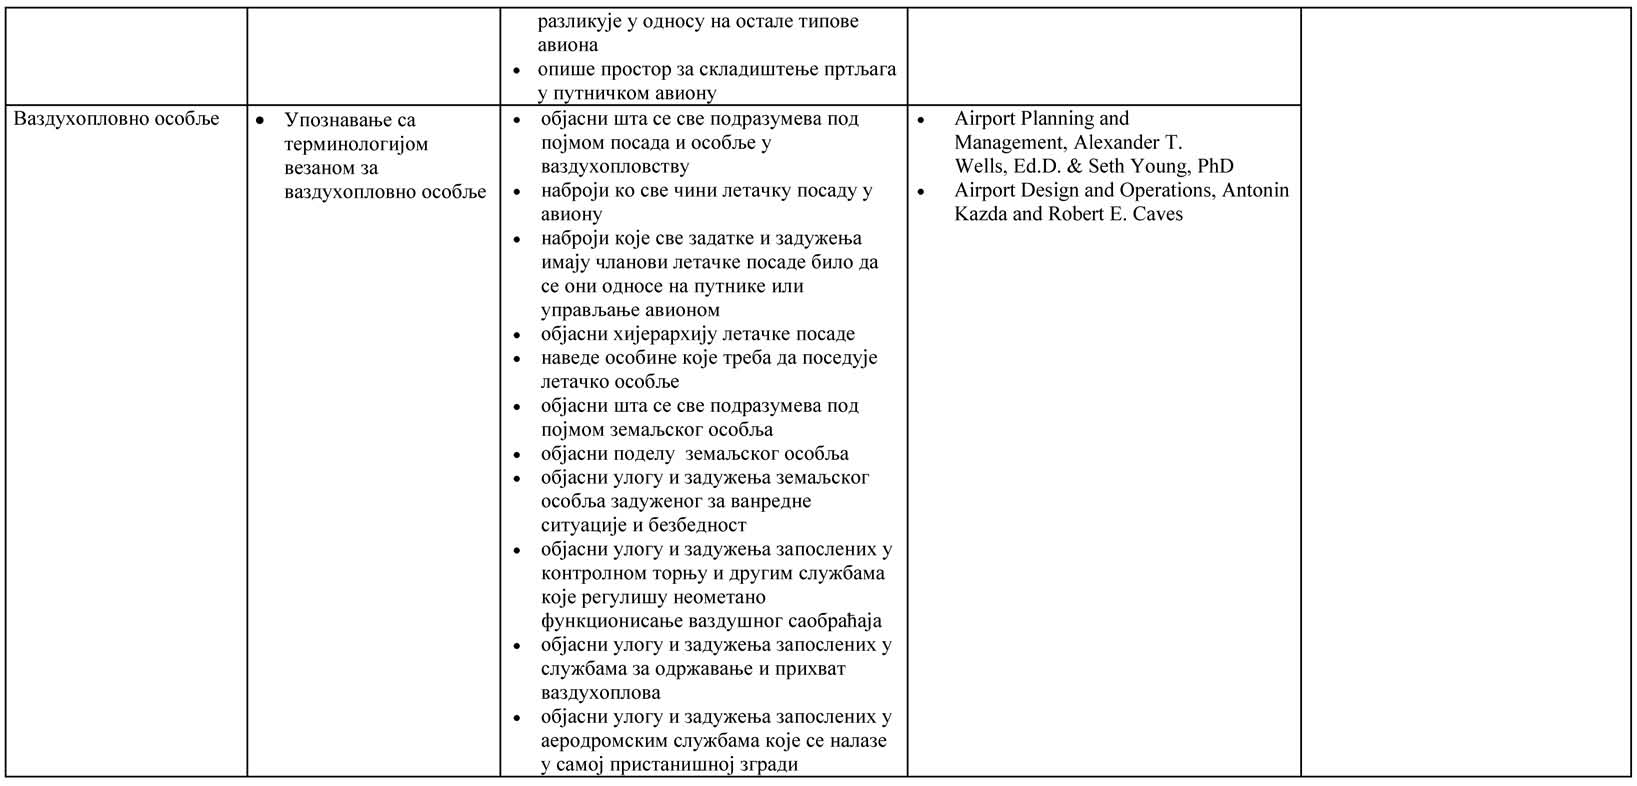 разликује у односу на остале типове
авиона
• опише простор за складиштење пртљага
у путничком авиону
Ваздухопловно особље
• Упознавање са
терминологијом
везаном за
ваздухопловно особље
• објасни шта се све подразумева под
појмом посада и особље у
ваздухопловству
• наброји ко све чини летачку посаду у
авиону
• наброји које све задатке и задужења
имају чланови летачке посаде било да
се они односе на путнике или
управљање авионом
• објасни хијерархију летачке посаде
• наведе особине које треба да поседује
летачко особље
• објасни шта се све подразумева под
појмом земаљског особља
• објасни поделу  земаљског особља
• објасни улогу и задужења земаљског
особља задуженог за ванредне
ситуације и безбедност
• објасни улогу и задужења запослених у
контролном торњу и другим службама
које регулишу неометано
функционисање ваздушног саобраћаја
• објасни улогу и задужења запослених у
службама за одржавање и прихват
ваздухоплова
• објасни улогу и задужења запослених у
аеродромским службама које се налазе
у самој пристанишној згради
• Airport Planning and
Management, Alexander T.
Wells, Ed.D. & Seth Young, PhD
• Airport Design and Operations, Antonin
Kazda and Robert E. Caves